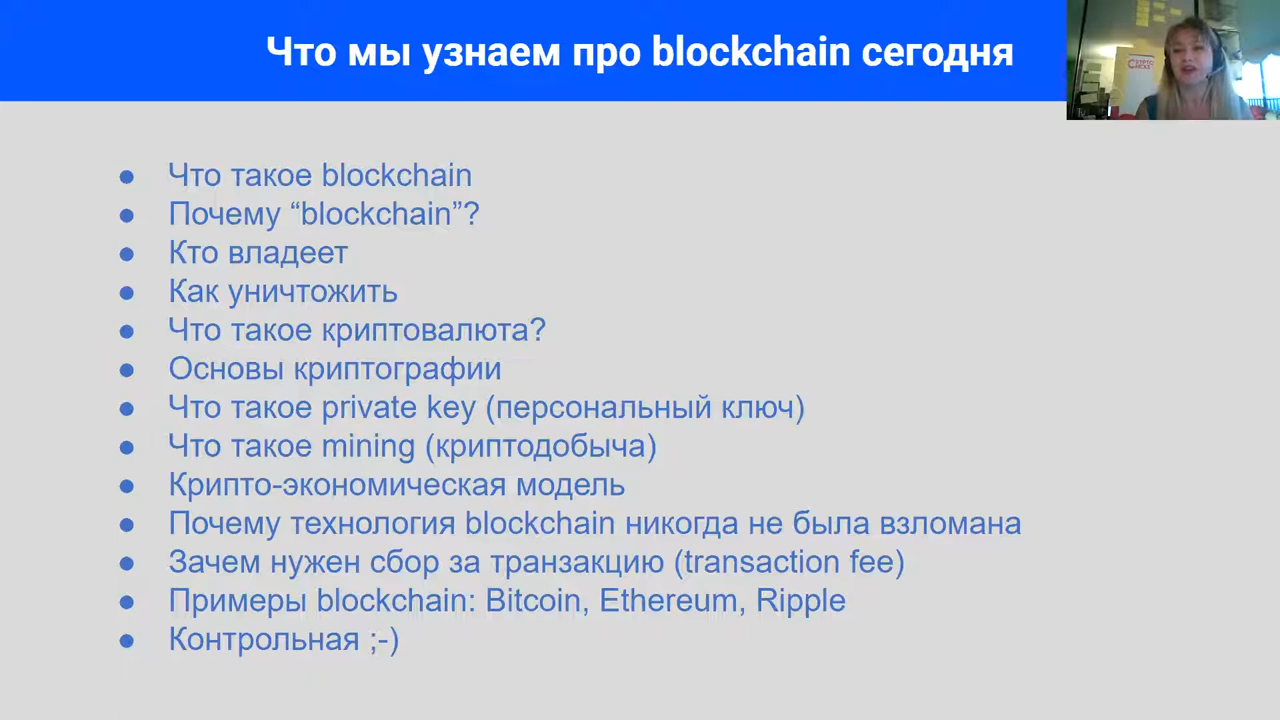 Что мы узнаем про blockchain сегодня
Что такое blockchain
Почему “blockchain”?
Кто владеет
Как уничтожить
Что такое криптовалюта?
Основы криптографии
Что такое private key (персональный ключ)
Что такое mining (криптодобыча)
Крипто-экономическая модель
Почему технология blockchain никогда не была взломана
Зачем нужен сбор за транзакцию (transaction fee)
Примеры blockchain: Bitcoin, Ethereum, Ripple
Контрольная ;-)